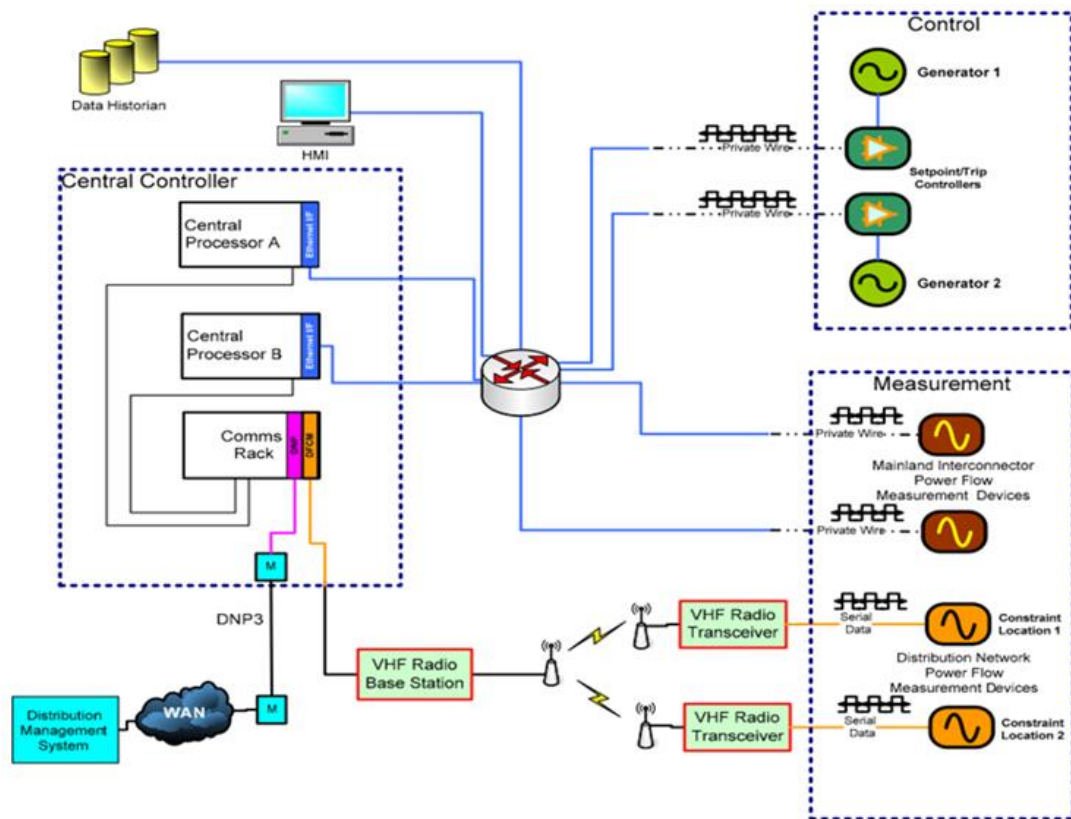 Data Historian
HMI
Central Controller
Central
Processor A
Ethernet I/F
Central
Processor B
Ethernet I/F
Comms
Rack
DNP
DFCM
M
DNP3
M
WAN
Distribution
Management
System
VHF Radio
Base Station
VHF Radio
Transceiver
VHF Radio
Transceiver
Control
Generator 1
Private Wire
Setpoint/Trip
Controllers
Private Wire
Generator 2
Measurement
Private Wire
Mainland Interconnector
Power Flow
Measurement Devices
Private Wire
Serial
Data
Constraint
Location 1
Distribution Network
Power Flow
Measurement Devices
Serial
Data
Constraint
Location 2